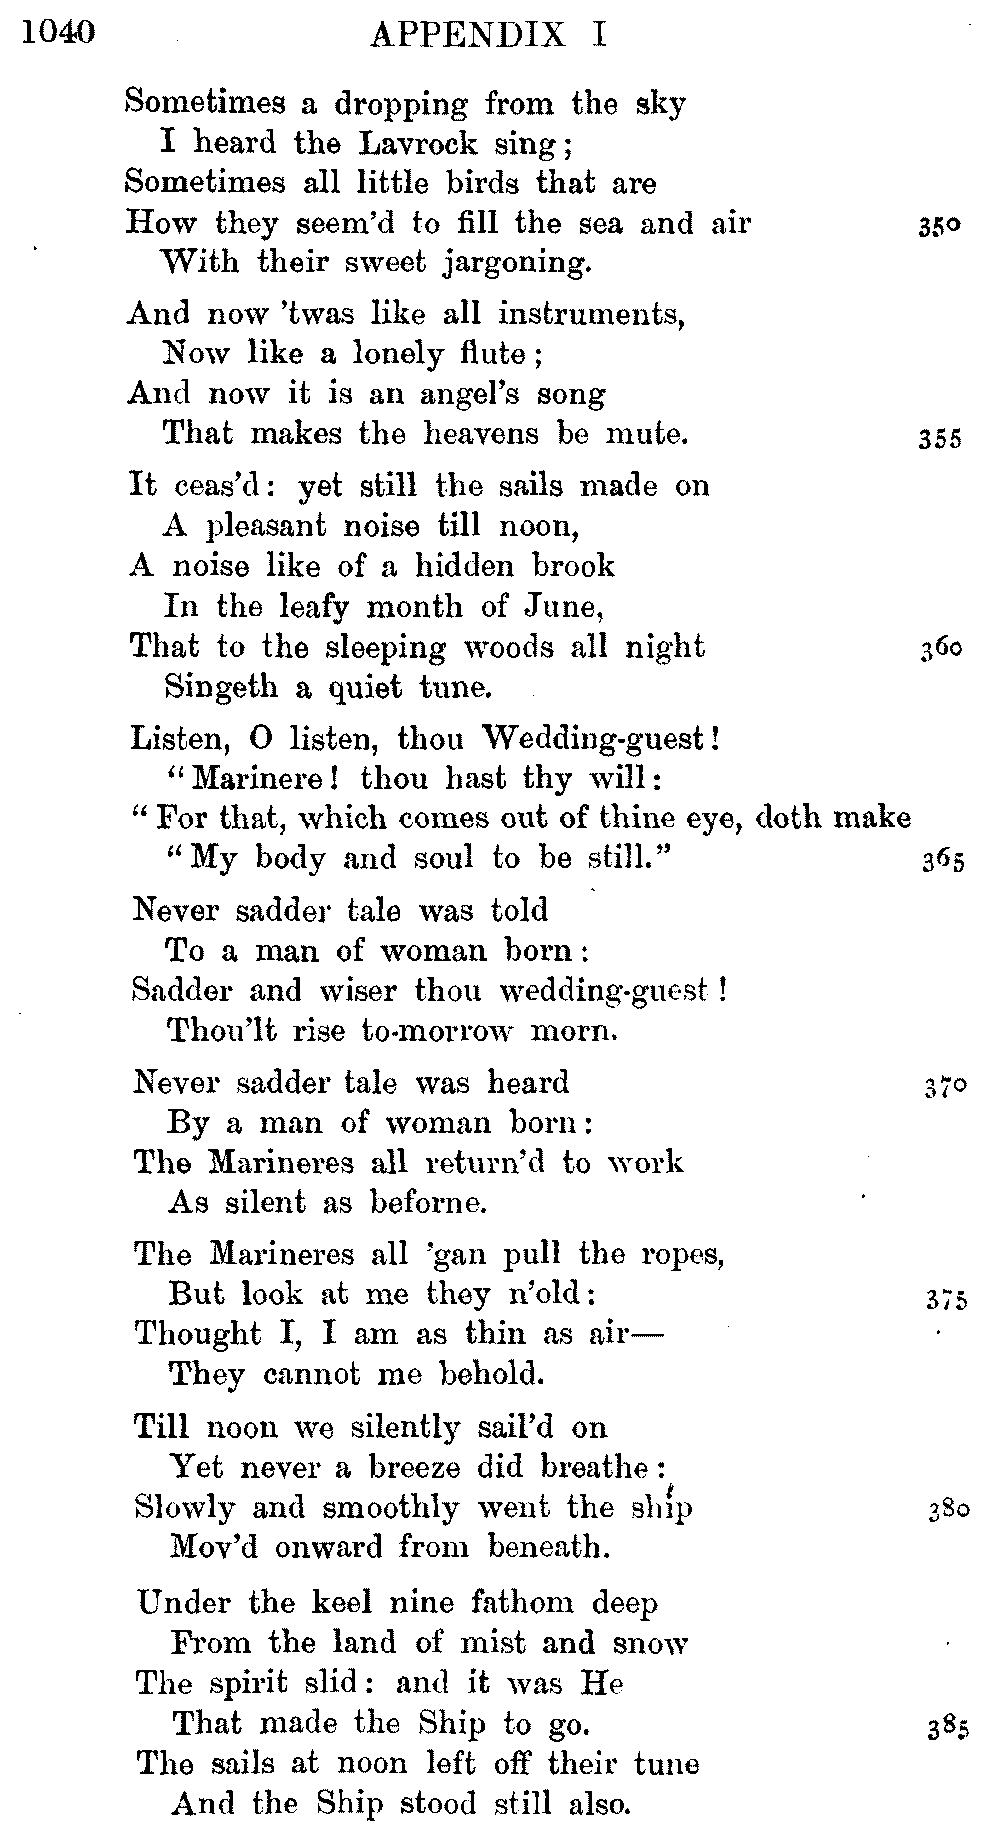 1040 APPENDIX I
Sometimes a dropping from the sky
I heard the Lavrock sing;
Sometimes all little birds that are
How they seem'd to fill the sea and air 350
With their sweet jargoning.
And now 'twas like all instruments,
Now like a lonely flute;
And now it is an angel's song
That makes the heavens be mute. 355
It ceas'd: yet still the sails made on
A pleasant noise till noon,
A noise like of a hidden brook
In the leafy month of June,
That to the sleeping woods all night 360
Singeth a quiet tune.
Listen, O listen, thou Wedding-guest!
"Marinere! thou hast thy will:
"For that, which comes out of thine eye, doth make
"My body and soul to be still." 365
Never sadder tale was told
To a man of woman born:
Sadder and wiser thou wedding-guest!
Thou'lt rise to-morrow morn.
Never sadder tale was heard 370
By a man of woman born:
The Marineres all return'd to work
As silent as beforne.
The Marineres all 'gan pull the ropes,
But look at me they n'old: 375
Thought I, I am as thin as air—
They cannot me behold.
Till noon we silently sail'd on
Yet never a breeze did breathe:
Slowly and smoothly went the ship 380
Mov'd onward from beneath.
Under the keel nine fathom deep
From the land of mist and snow
The spirit slid: and it was He
That made the Ship to go. 385
The sails at noon left off their tune
And the Ship stood still also.